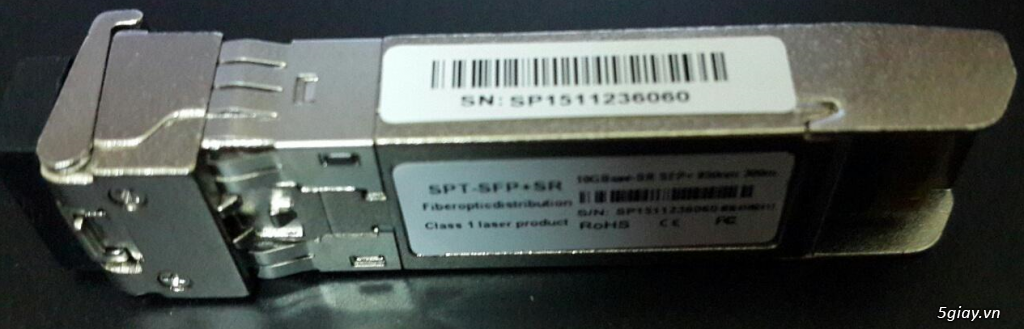 SN: SP1511236060
SPT-SFP+SR
Fiberopticdistribution
Class 1 laser product
10GBase-SR SFP+ 850nm 300m
S/N: SP1511236060
RoHS CE FC
5giay.vn